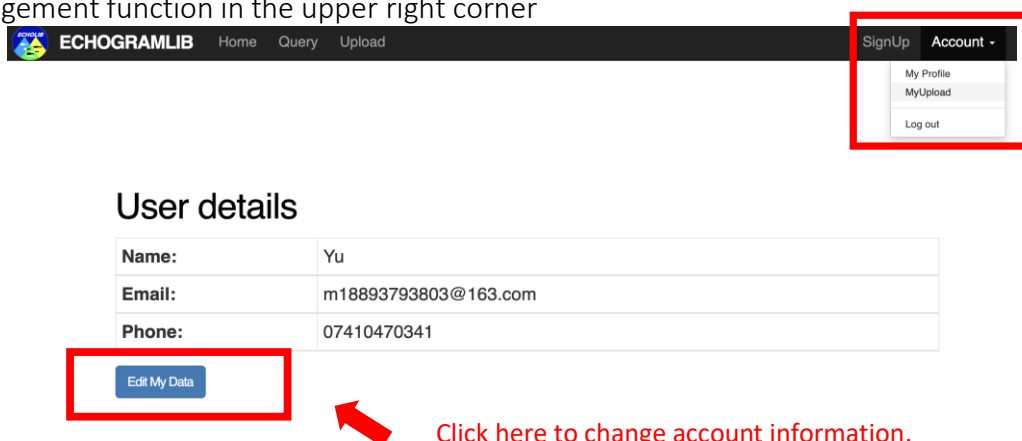 gement function in the upper right corner
ECHOLIB ECHOGRAMLIB Home Query Upload SignUp Account
My Profile
MyUpload
Log out
User details
Name: Yu
Email: m18893793803@163.com
Phone: 07410470341
Edit My Data
Click here to change account information.